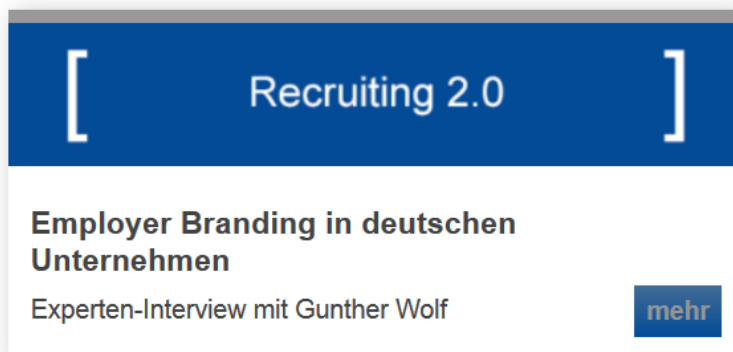 [ Recruiting 2.0 ]
Employer Branding in deutschen
Unternehmen
Experten-Interview mit Gunther Wolf
mehr